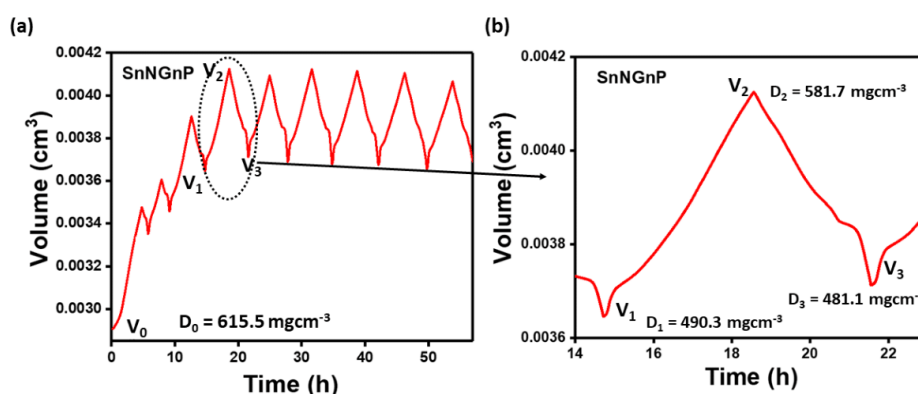 (a)
0.0042
0.0040
0.0038
0.0036
0.0034
0.0032
0.0030
Volume (cm³)
SnNGnP
V₂
V₁
V₃
V₀
D₀ = 615.5 mgcm⁻³
0 10 20 30 40 50
Time (h)
(b)
0.0042
0.0040
0.0038
0.0036
Volume (cm³)
SnNGnP
V₂
D₂ = 581.7 mgcm⁻³
V₃
D₃ = 481.1 mgcm⁻
V₁
D₁ = 490.3 mgcm⁻³
14 16 18 20 22
Time (h)